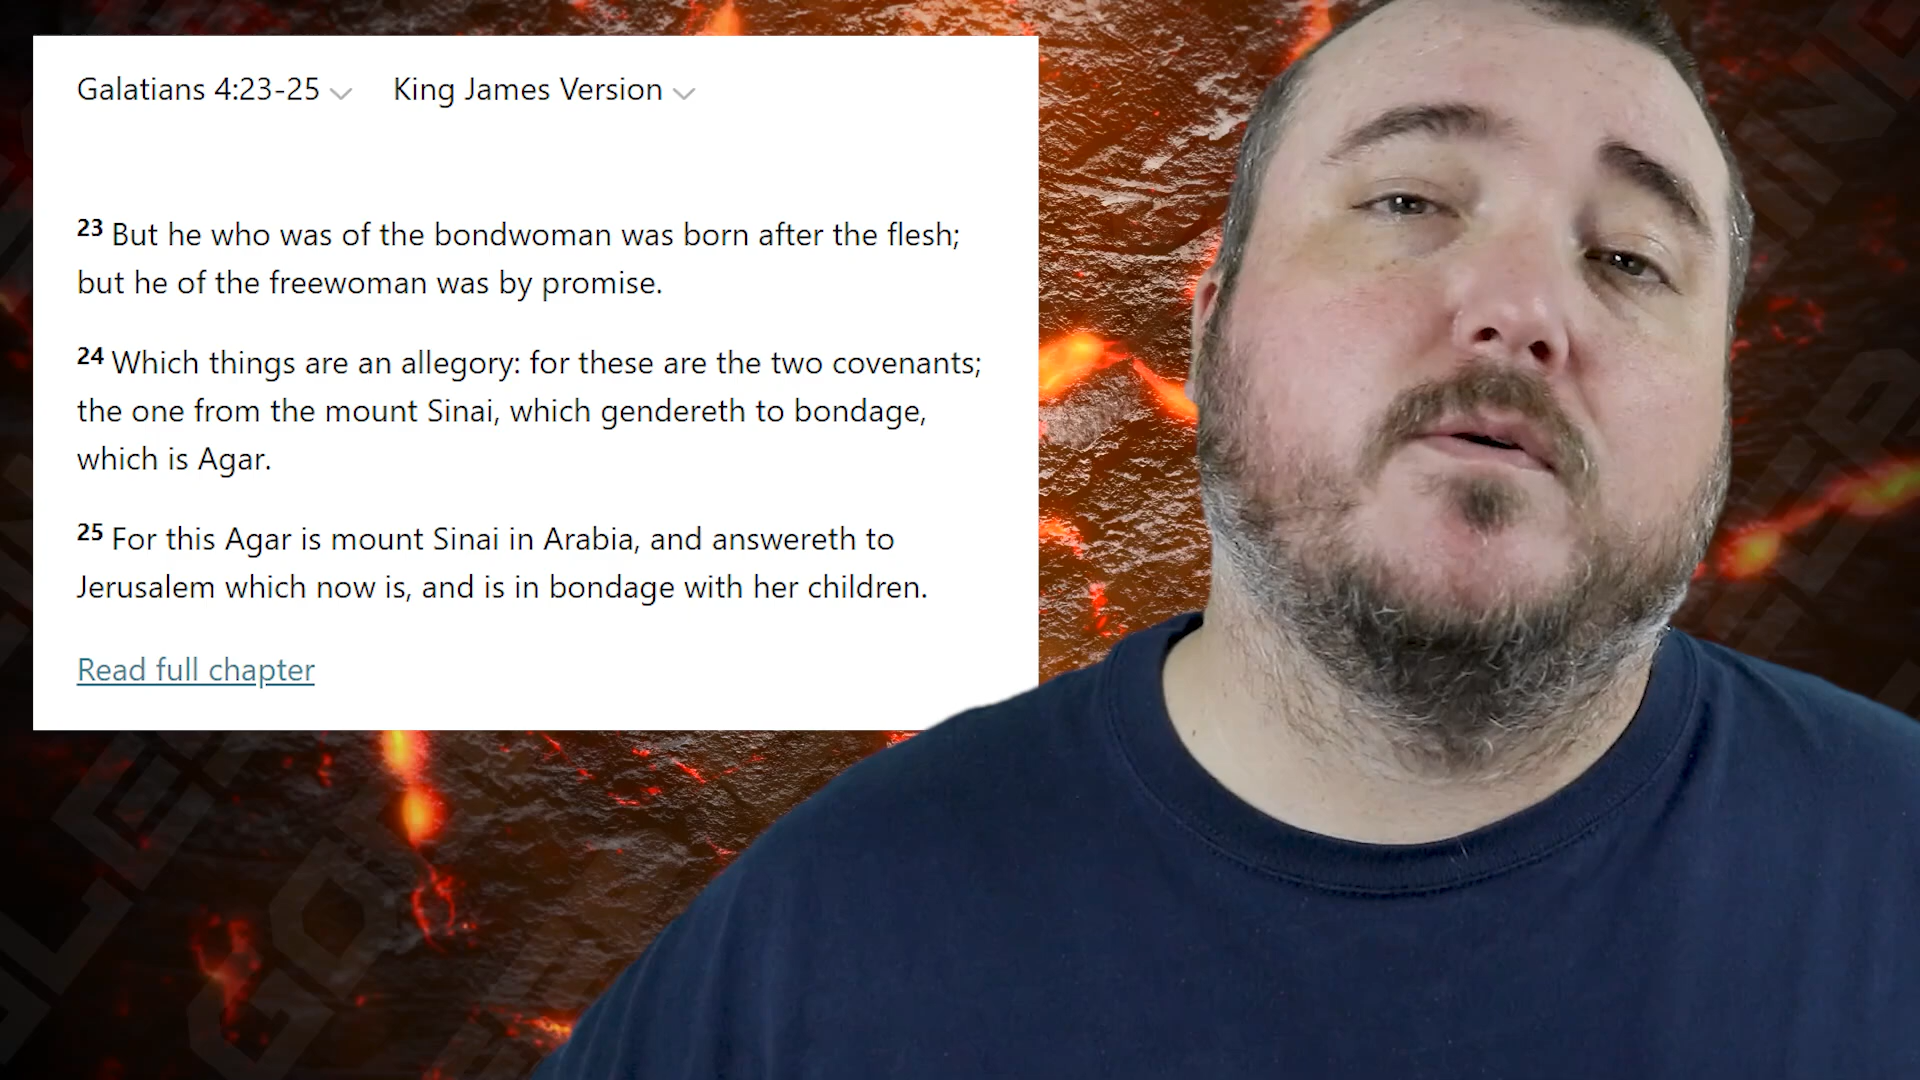 Galatians 4:23-25 King James Version
23 But he who was of the bondwoman was born after the flesh;
but he of the freewoman was by promise.
24 Which things are an allegory: for these are the two covenants;
the one from the mount Sinai, which gendereth to bondage,
which is Agar.
25 For this Agar is mount Sinai in Arabia, and answereth to
Jerusalem which now is, and is in bondage with her children.
Read full chapter